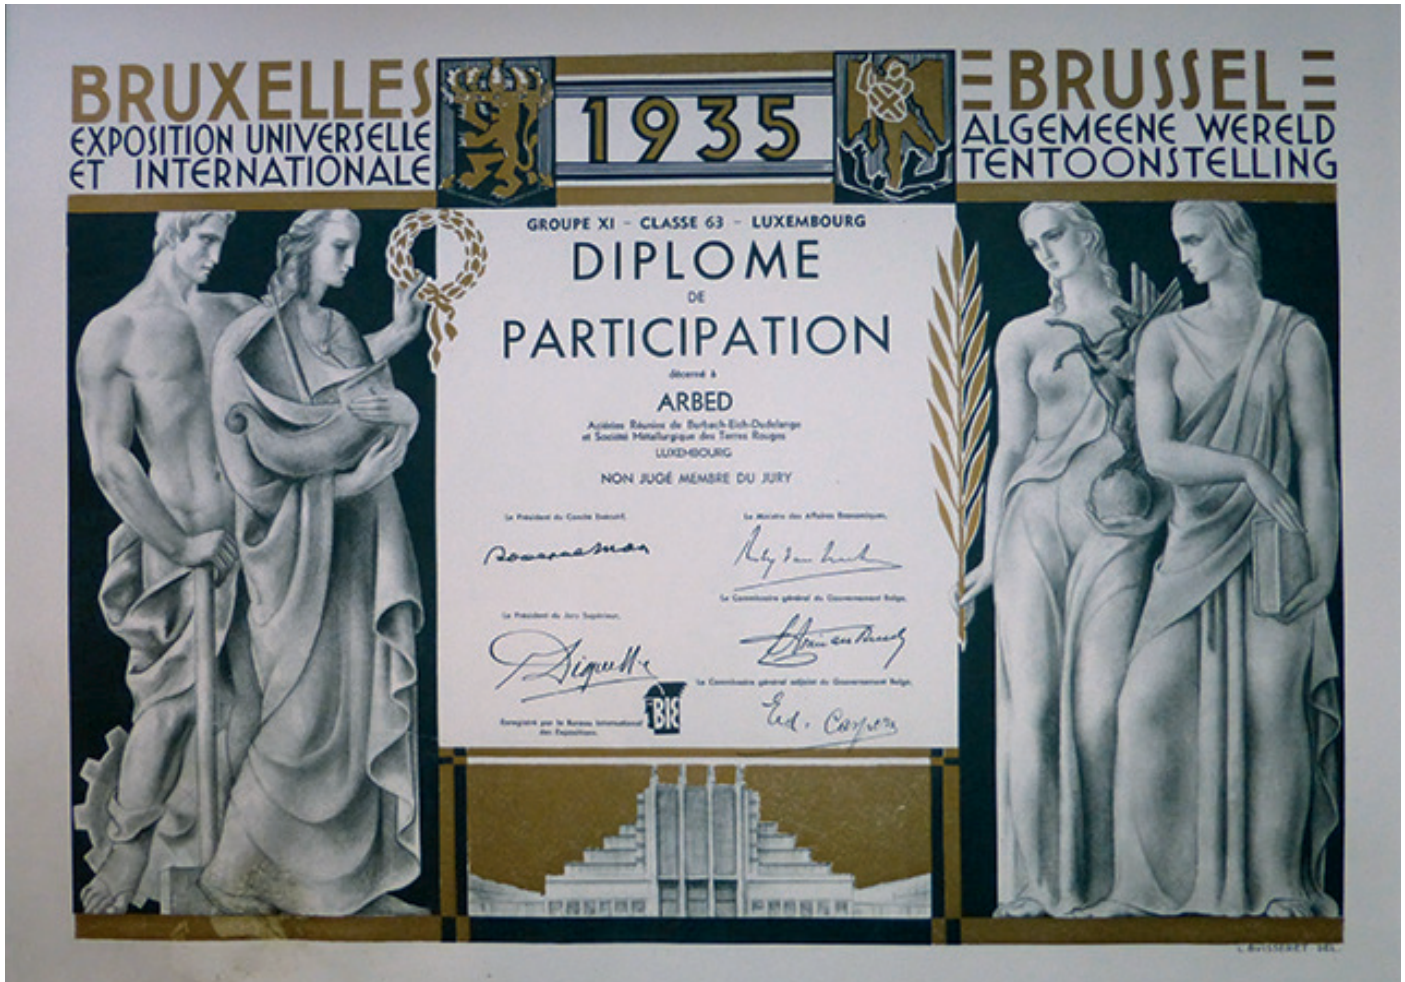 BRUXELLES
EXPOSITION UNIVERSELLE
ET INTERNATIONALE
1935
BRUSSEL
ALGEMEENE WERELD
TENTOONSTELLING
GROUPE XI - CLASSE 63 - LUXEMBOURG
DIPLOME
DE
PARTICIPATION
décerné à
ARBED
Aciéries Réunies de Burbach-Eich-Dudelange
et Société Métallurgique des Terres Rouges
LUXEMBOURG
NON JUGÉ MEMBRE DU JURY
Le Président du Comité Exécutif,
Le Ministre des Affaires Economiques,
Le Commissaire général du Gouvernement Belge,
Le Président du Jury Supérieur,
Le Commissaire général adjoint du Gouvernement Belge,
Ed. Caspers
Enregistré par le Bureau International
des Expositions.
BIE